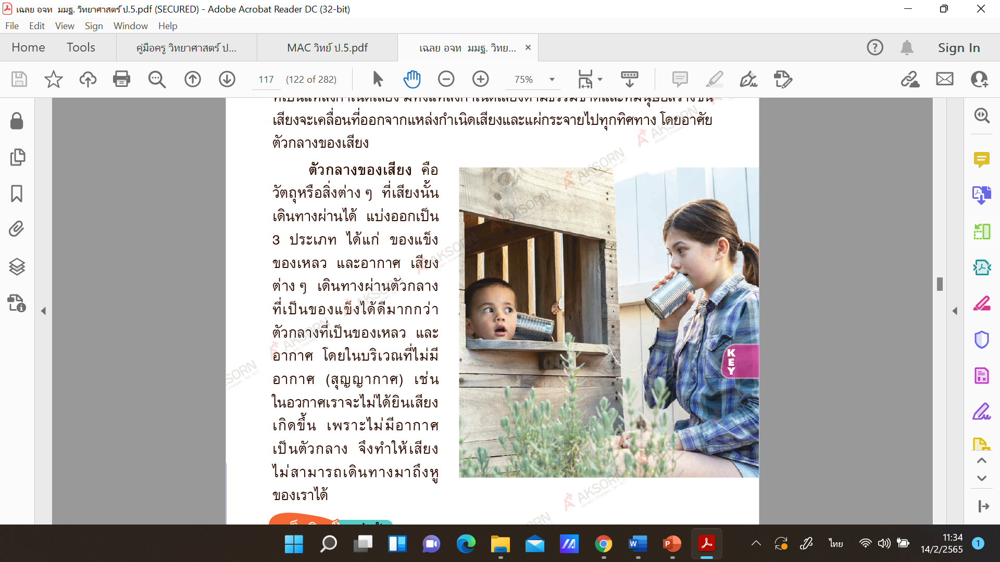 เฉลย อจท  มมฐ. วิทยาศาสตร์ ป.5.pdf (SECURED) - Adobe Acrobat Reader DC (32-bit)
File Edit View Sign Window Help
Home Tools คู่มือครู วิทยาศาสตร์ ป... MAC วิทย์ ป.5.pdf เฉลย อจท  มมฐ. วิทย... Sign In
117 (122 of 282) 75%
เสียงจะเคลื่อนที่ออกจากแหล่งกำเนิดเสียงและแผ่กระจายไปทุกทิศทาง โดยอาศัย
ตัวกลางของเสียง
ตัวกลางของเสียง คือ
วัตถุหรือสิ่งต่าง ๆ ที่เสียงนั้น
เดินทางผ่านได้ แบ่งออกเป็น
3 ประเภท ได้แก่ ของแข็ง
ของเหลว และอากาศ เสียง
ต่าง ๆ เดินทางผ่านตัวกลาง
ที่เป็นของแข็งได้ดีมากกว่า
ตัวกลางที่เป็นของเหลว และ
อากาศ โดยในบริเวณที่ไม่มี
อากาศ (สุญญากาศ) เช่น
ในอวกาศเราจะไม่ได้ยินเสียง
เกิดขึ้น เพราะไม่มีอากาศ
เป็นตัวกลาง จึงทำให้เสียง
ไม่สามารถเดินทางมาถึงหู
ของเราได้
KEY
AKSORN
Aksorn Charoen Tat ACT
ไทย
11:34
14/2/2565
1